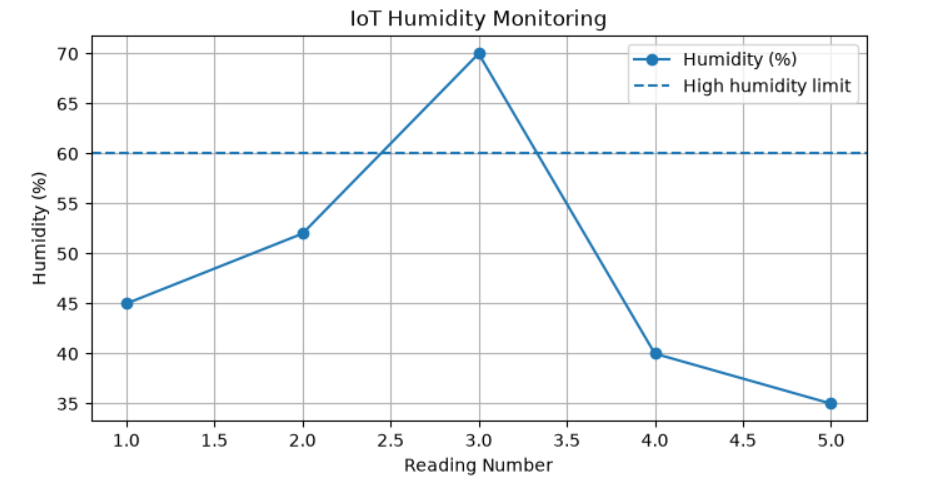 IoT Humidity Monitoring
Humidity (%)
High humidity limit
70
65
60
55
50
45
40
35
Humidity (%)
1.0 1.5 2.0 2.5 3.0 3.5 4.0 4.5 5.0
Reading Number